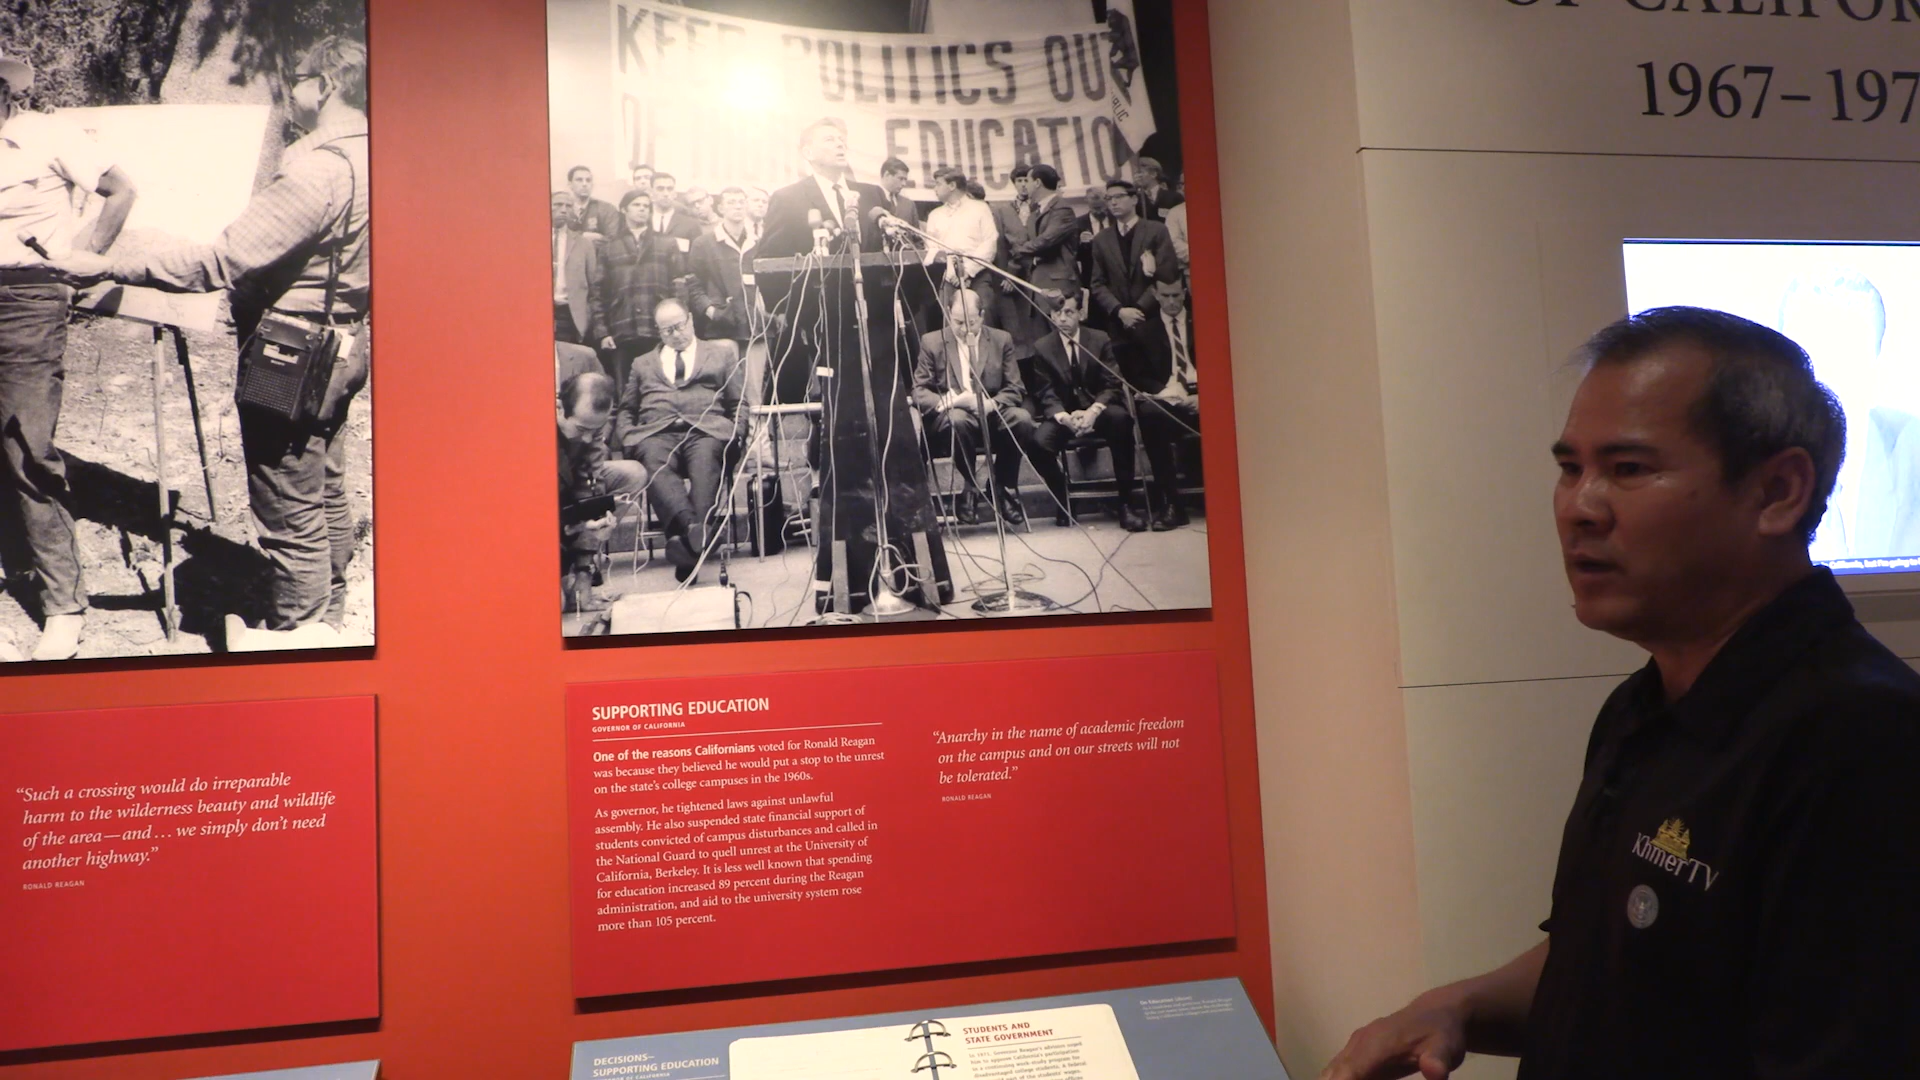 KEEP POLITICS OUT
OF HIGHER EDUCATION
1967–197
"Such a crossing would do irreparable
harm to the wilderness beauty and wildlife
of the area—and… we simply don't need
another highway."
RONALD REAGAN
SUPPORTING EDUCATION
GOVERNOR OF CALIFORNIA
One of the reasons Californians voted for Ronald Reagan
was because they believed he would put a stop to the unrest
on the state's college campuses in the 1960s.
As governor, he tightened laws against unlawful
assembly. He also suspended state financial support of
students convicted of campus disturbances and called in
the National Guard to quell unrest at the University of
California, Berkeley. It is less well known that spending
for education increased 89 percent during the Reagan
administration, and aid to the university system rose
more than 105 percent.
"Anarchy in the name of academic freedom
on the campus and on our streets will not
be tolerated."
RONALD REAGAN
KhmerTV
DECISIONS–
SUPPORTING EDUCATION
OF CALIFORNIA
STUDENTS AND
STATE GOVERNMENT